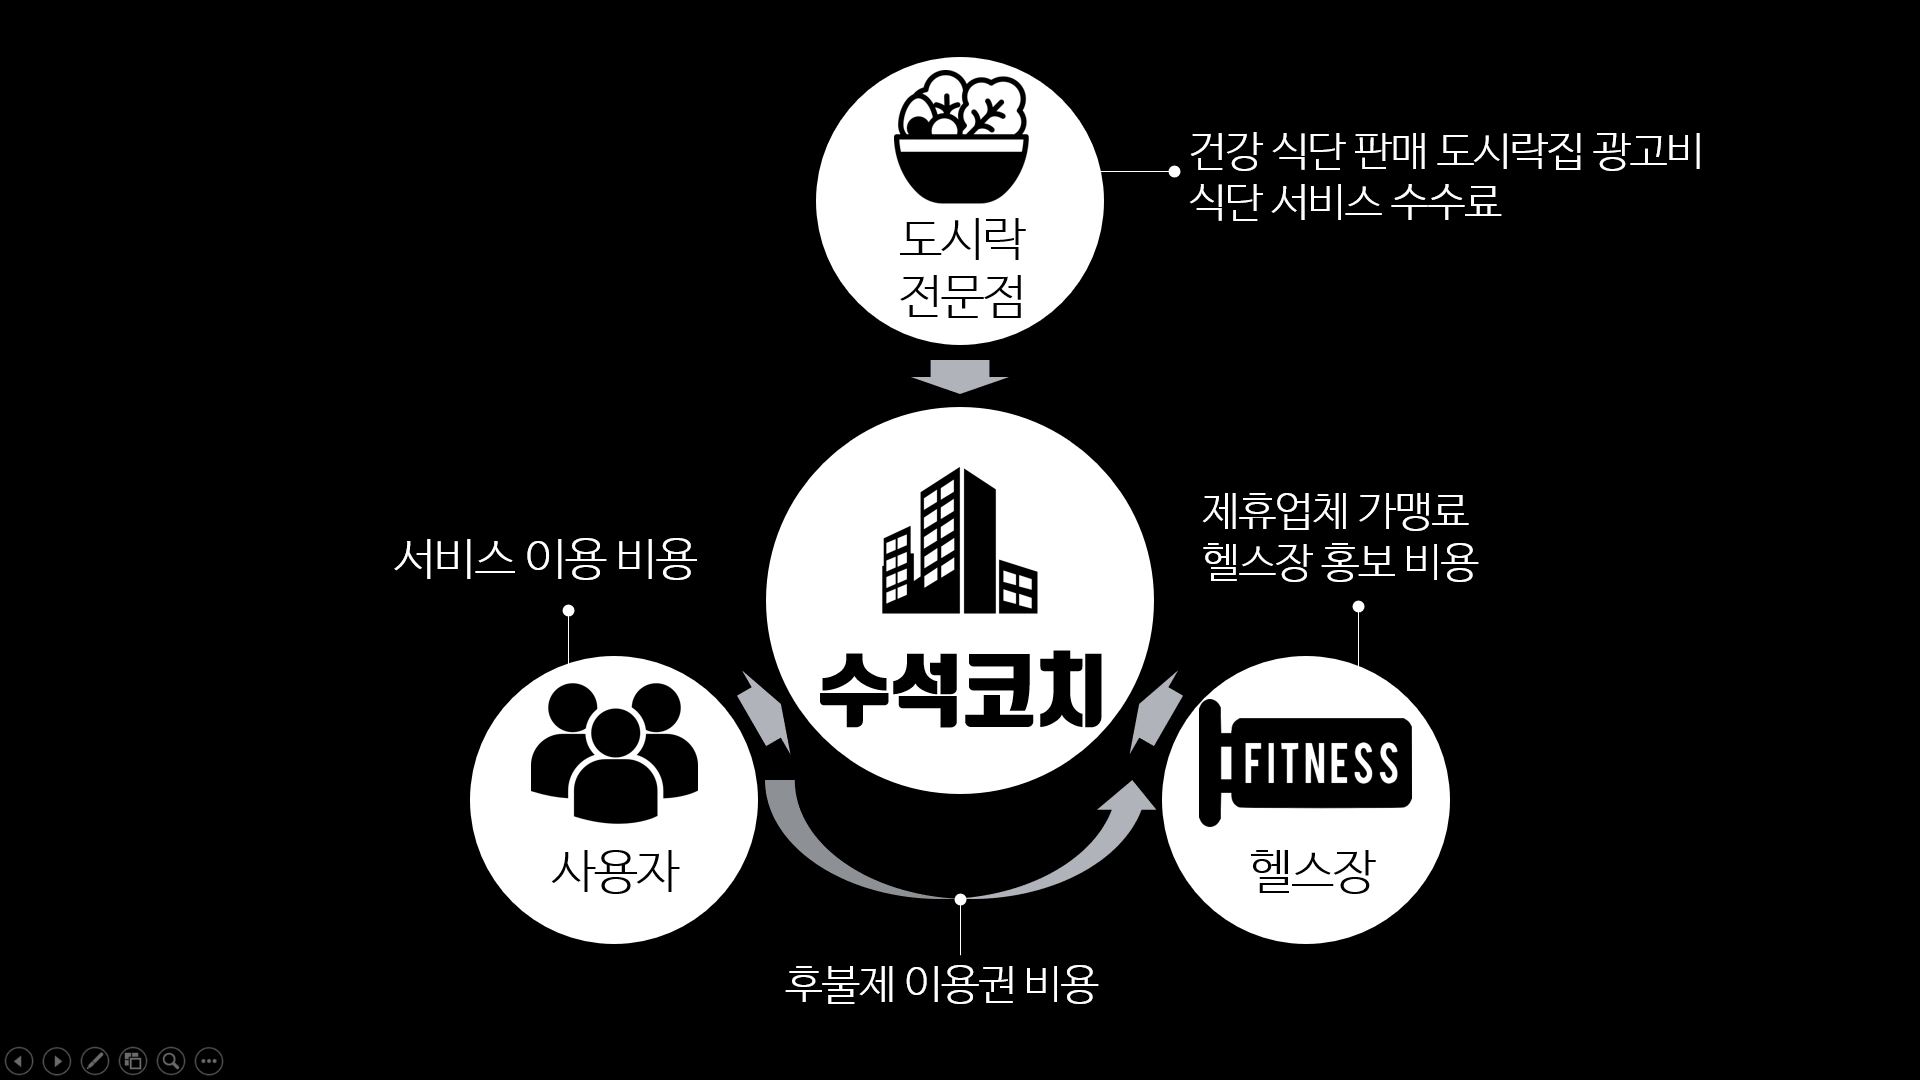 도시락
전문점
건강 식단 판매 도시락집 광고비
식단 서비스 수수료
서비스 이용 비용
수석코치
제휴업체 가맹료
헬스장 홍보 비용
사용자
FITNESS
헬스장
후불제 이용권 비용